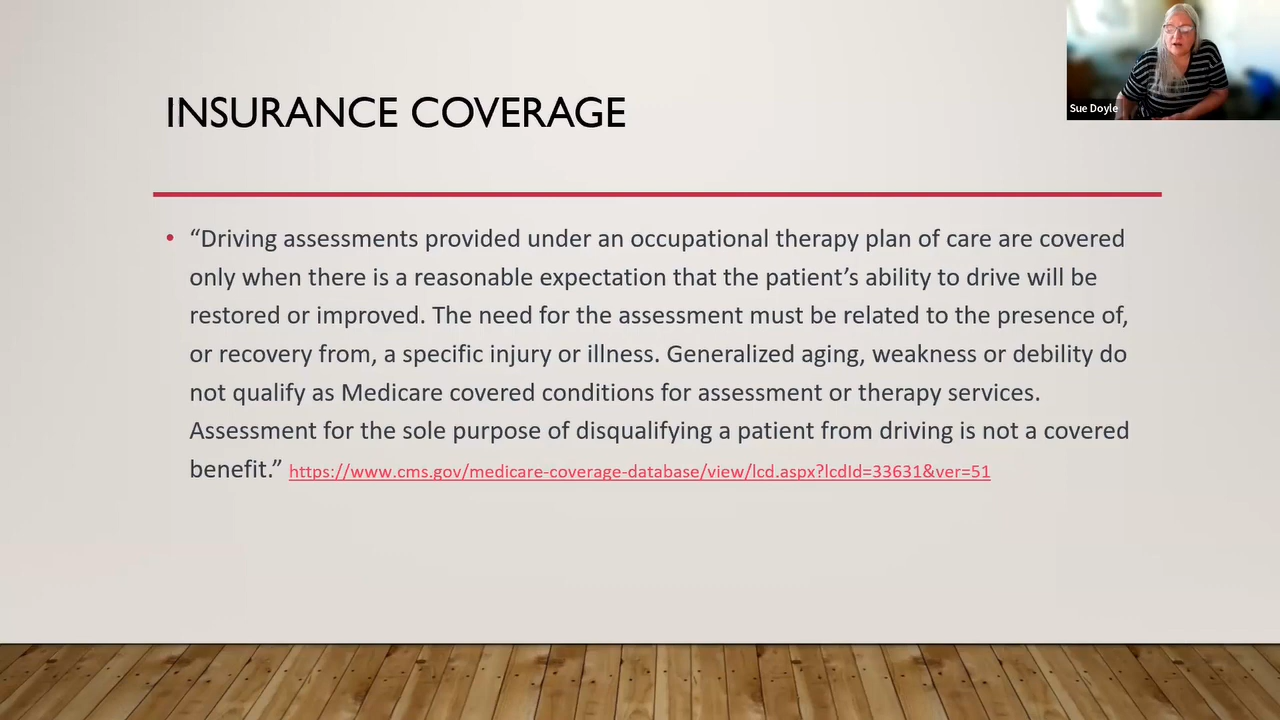 Sue Doyle
INSURANCE COVERAGE
• “Driving assessments provided under an occupational therapy plan of care are covered
only when there is a reasonable expectation that the patient’s ability to drive will be
restored or improved. The need for the assessment must be related to the presence of,
or recovery from, a specific injury or illness. Generalized aging, weakness or debility do
not qualify as Medicare covered conditions for assessment or therapy services.
Assessment for the sole purpose of disqualifying a patient from driving is not a covered
benefit.” https://www.cms.gov/medicare-coverage-database/view/lcd.aspx?lcdId=33631&ver=51